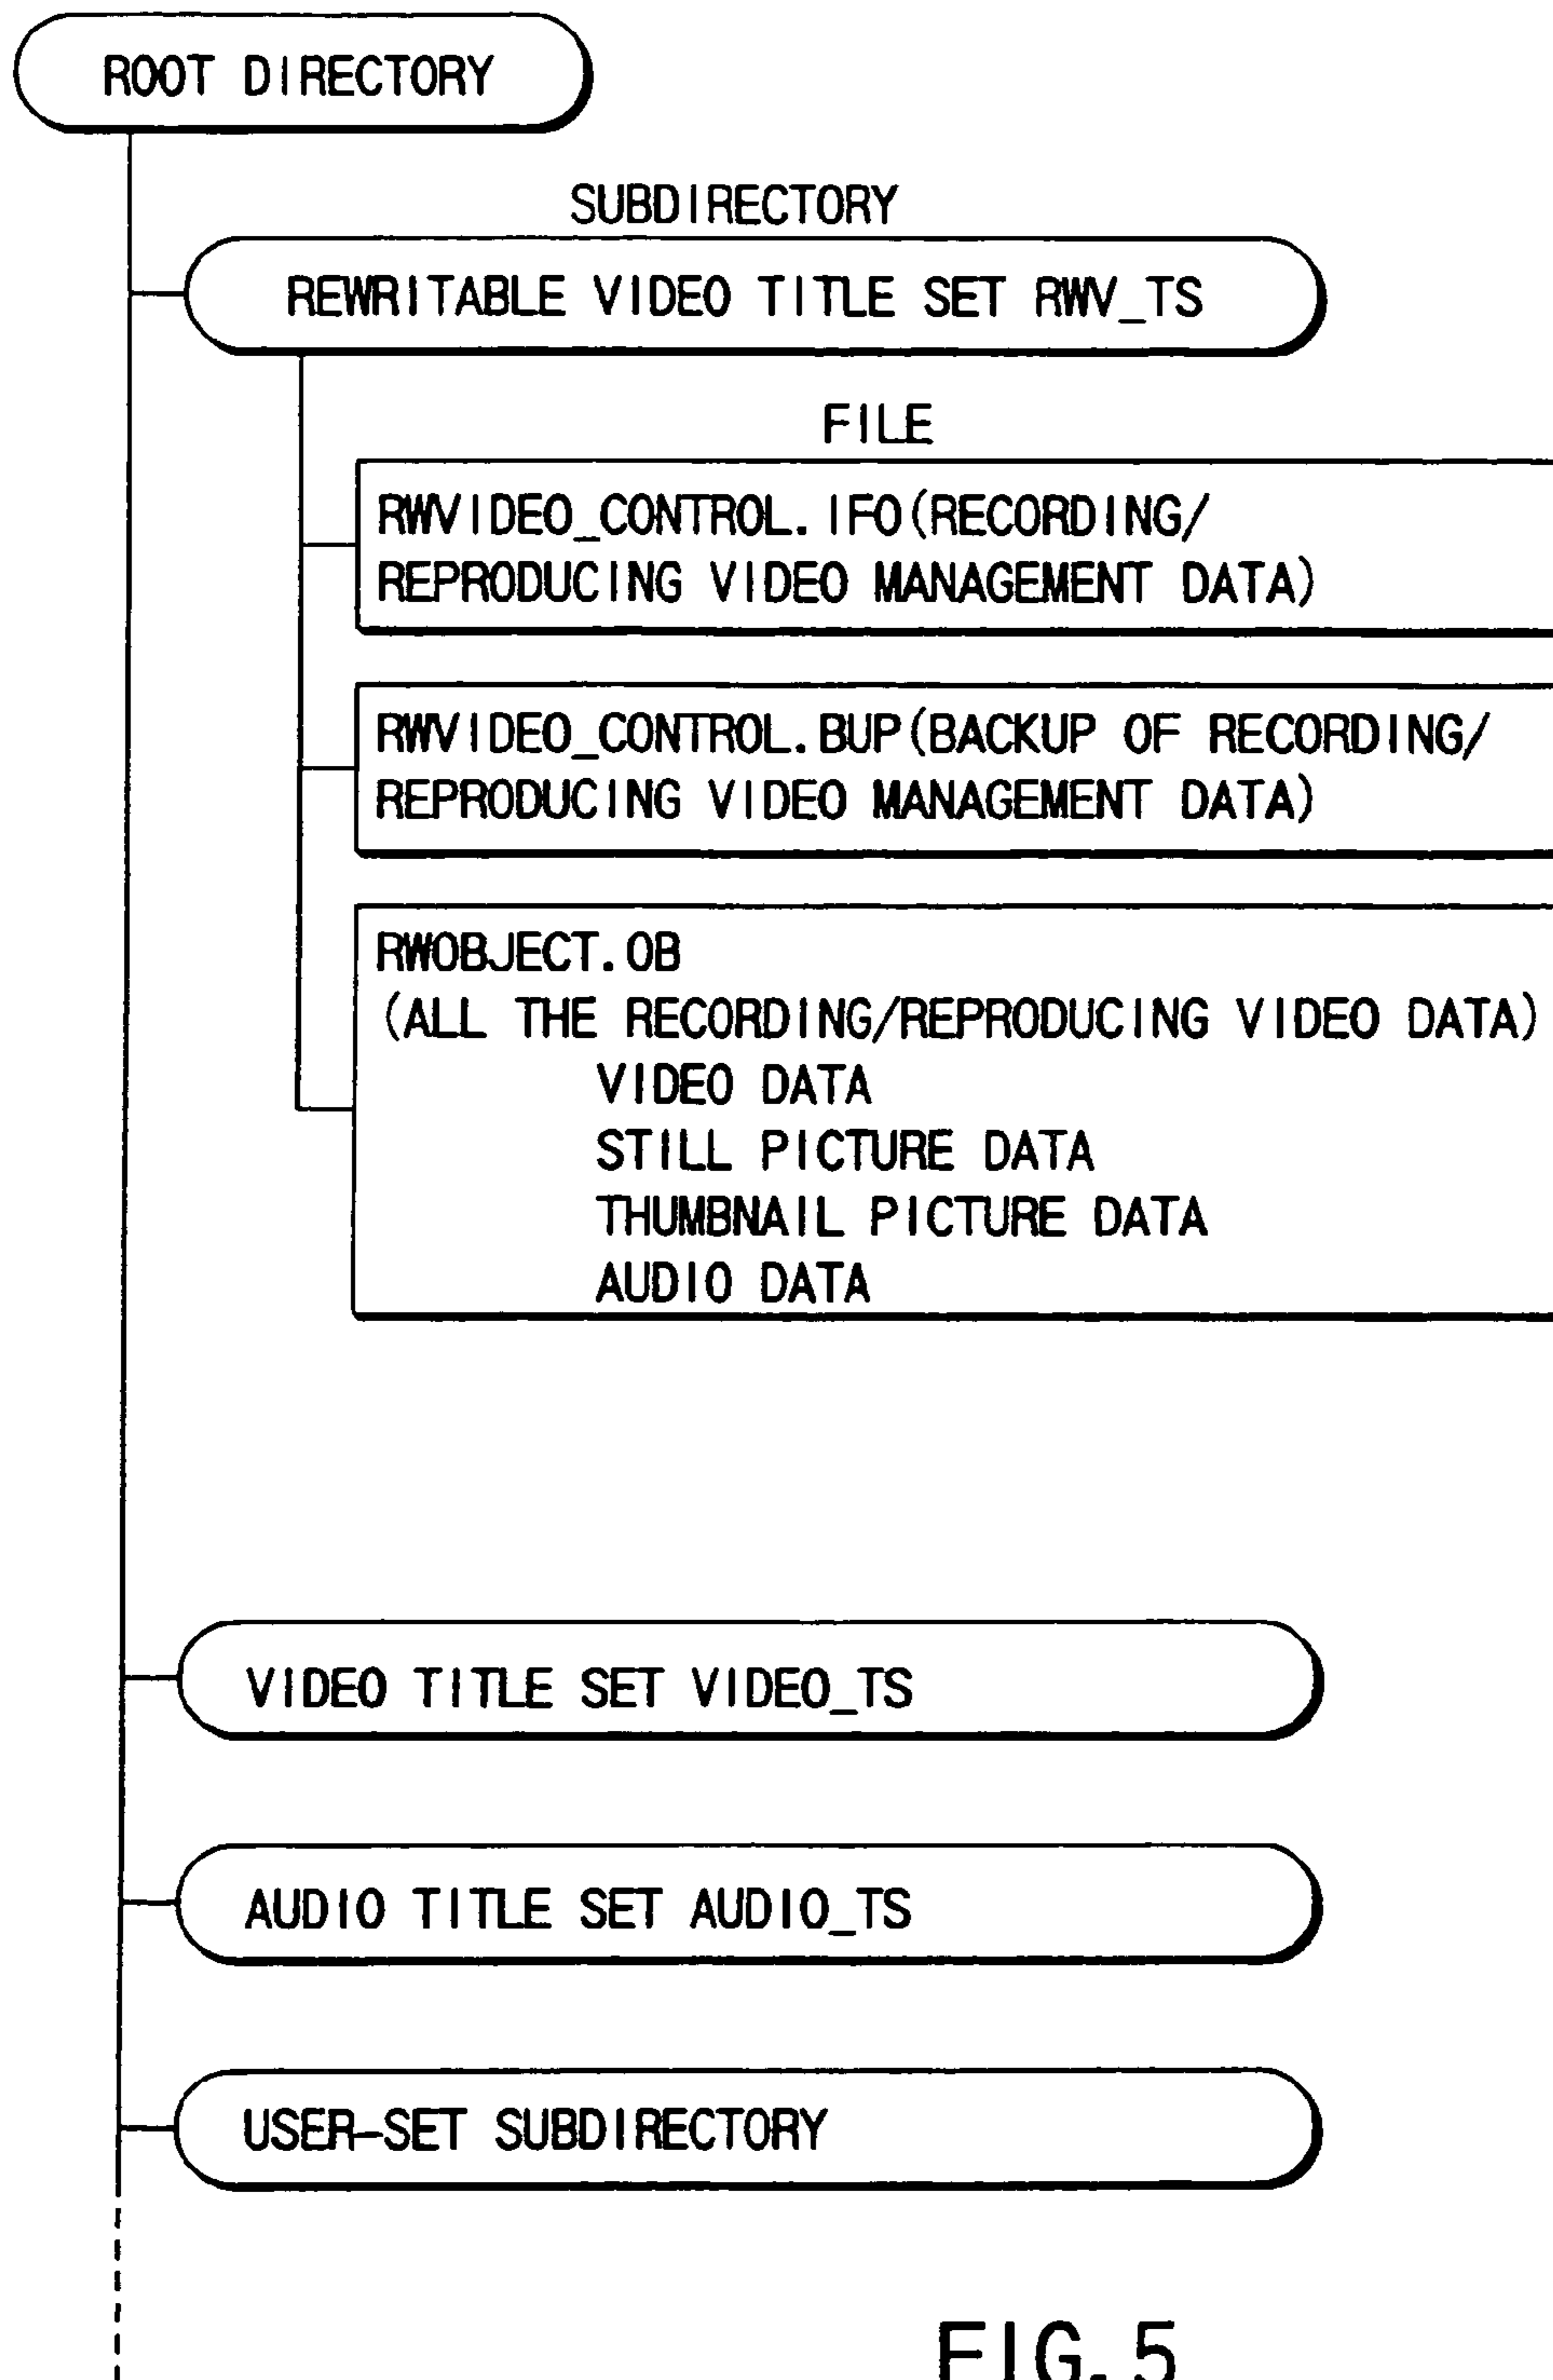 ROOT DIRECTORY
SUBDIRECTORY
REWRITABLE VIDEO TITLE SET RWV_TS
FILE
RWVIDEO_CONTROL.IFO(RECORDING/
REPRODUCING VIDEO MANAGEMENT DATA)
RWVIDEO_CONTROL.BUP(BACKUP OF RECORDING/
REPRODUCING VIDEO MANAGEMENT DATA)
RWOBJECT.OB
(ALL THE RECORDING/REPRODUCING VIDEO DATA)
VIDEO DATA
STILL PICTURE DATA
THUMBNAIL PICTURE DATA
AUDIO DATA
VIDEO TITLE SET VIDEO_TS
AUDIO TITLE SET AUDIO_TS
USER-SET SUBDIRECTORY
FIG.5